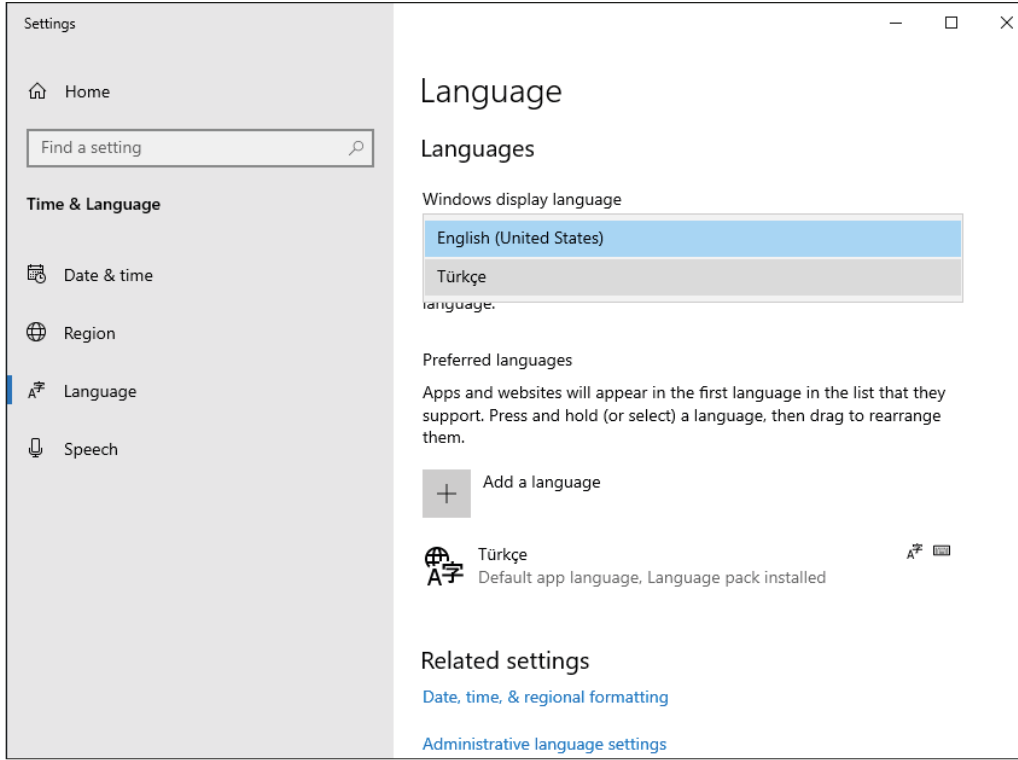 Settings
Home
Find a setting
Time & Language
Date & time
Region
Language
Speech
Language
Languages
Windows display language
English (United States)
Türkçe
language.
Preferred languages
Apps and websites will appear in the first language in the list that they
support. Press and hold (or select) a language, then drag to rearrange
them.
Add a language
Türkçe
Default app language, Language pack installed
Related settings
Date, time, & regional formatting
Administrative language settings